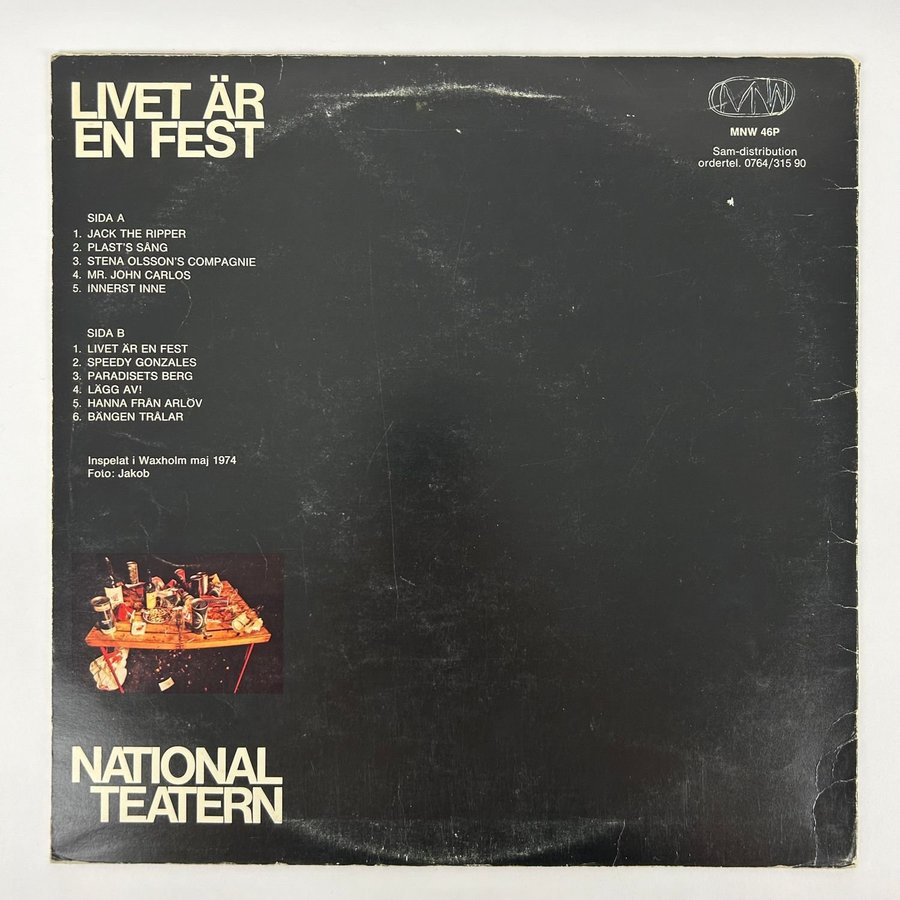 LIVET ÄR
EN FEST
MNW
MNW 46P
Sam-distribution
ordertel. 0764/315 90
SIDA A
1. JACK THE RIPPER
2. PLAST'S SÅNG
3. STENA OLSSON'S COMPAGNIE
4. MR. JOHN CARLOS
5. INNERST INNE
SIDA B
1. LIVET ÄR EN FEST
2. SPEEDY GONZALES
3. PARADISETS BERG
4. LÄGG AV!
5. HANNA FRÅN ARLÖV
6. BÄNGEN TRÅLAR
Inspelat i Waxholm maj 1974
Foto: Jakob
NATIONAL
TEATERN